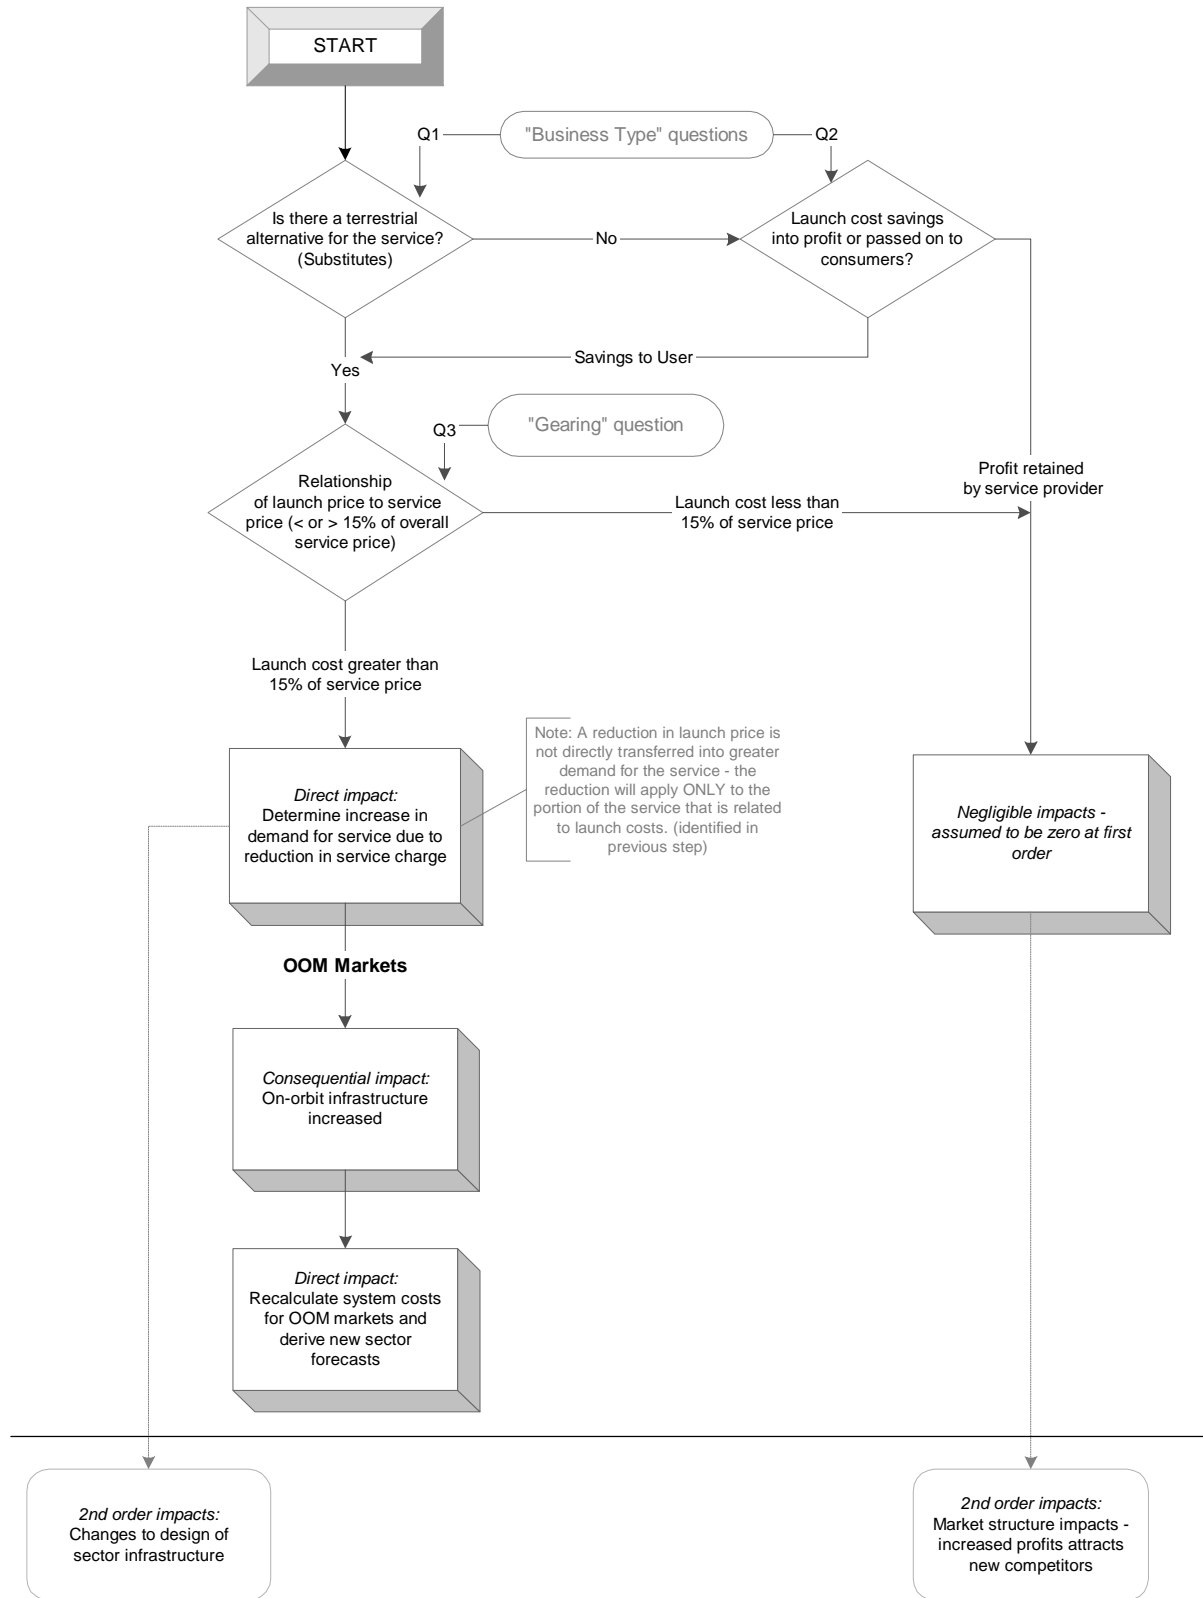 START
Q1
"Business Type" questions
Q2
Is there a terrestrial
alternative for the service?
(Substitutes)
No
Launch cost savings
into profit or passed on to
consumers?
Savings to User
Yes
Q3
"Gearing" question
Relationship
of launch price to service
price (< or > 15% of overall
service price)
Launch cost less than
15% of service price
Profit retained
by service provider
Launch cost greater than
15% of service price
Direct impact:
Determine increase in
demand for service due to
reduction in service charge
Note: A reduction in launch price is
not directly transferred into greater
demand for the service - the
reduction will apply ONLY to the
portion of the service that is related
to launch costs. (identified in
previous step)
Negligible impacts -
assumed to be zero at first
order
OOM Markets
Consequential impact:
On-orbit infrastructure
increased
Direct impact:
Recalculate system costs
for OOM markets and
derive new sector
forecasts
2nd order impacts:
Changes to design of
sector infrastructure
2nd order impacts:
Market structure impacts -
increased profits attracts
new competitors